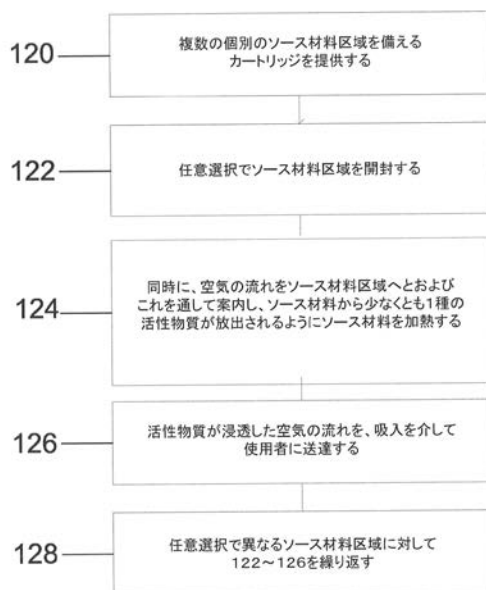 120
複数の個別のソース材料区域を備える
カートリッジを提供する
122
任意選択でソース材料区域を開封する
124
同時に、空気の流れをソース材料区域へとおよび
これを通して案内し、ソース材料から少なくとも1種の
活性物質が放出されるようにソース材料を加熱する
126
活性物質が浸透した空気の流れを、吸入を介して
使用者に送達する
128
任意選択で異なるソース材料区域に対して
122～126を繰り返す